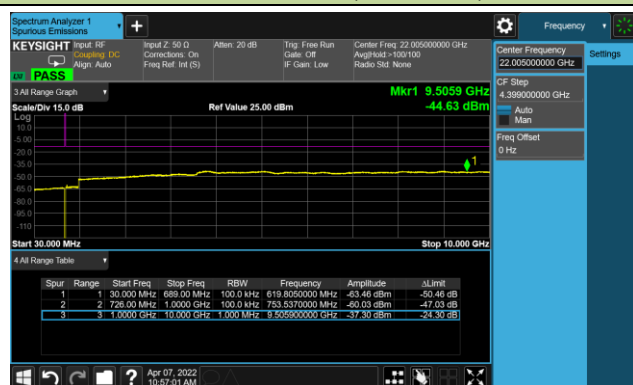 Spectrum Analyzer 1
Spurious Emissions
Frequency
KEYSIGHT
Input: RF
Coupling: DC
Align: Auto
Input Z: 50 Ω
Corrections: On
Freq Ref: Int (S)
Atten: 20 dB
Trig: Free Run
Gate: Off
IF Gain: Low
Center Freq: 22.005000000 GHz
Avg|Hold:>100/100
Radio Std: None
LXI
PASS
3 All Range Graph
Mkr1 9.5059 GHz
Scale/Div 15.0 dB
Ref Value 25.00 dBm
-44.63 dBm
Log
10.0
-5.00
-20.0
-35.0
-50.0
-65.0
-80.0
-95.0
-110
1
Start 30.000 MHz
Stop 10.000 GHz
4 All Range Table
Spur Range Start Freq Stop Freq RBW Frequency Amplitude ΔLimit
1 1 30.000 MHz 689.00 MHz 100.0 kHz 619.8050000 MHz -63.46 dBm -50.46 dB
2 2 726.00 MHz 1.0000 GHz 100.0 kHz 753.5370000 MHz -60.03 dBm -47.03 dB
3 3 1.0000 GHz 10.000 GHz 1.000 MHz 9.505900000 GHz -37.30 dBm -24.30 dB
Center Frequency
22.005000000 GHz
Settings
CF Step
4.399000000 GHz
Auto
Man
Freq Offset
0 Hz
?
Apr 07, 2022
10:57:01 AM